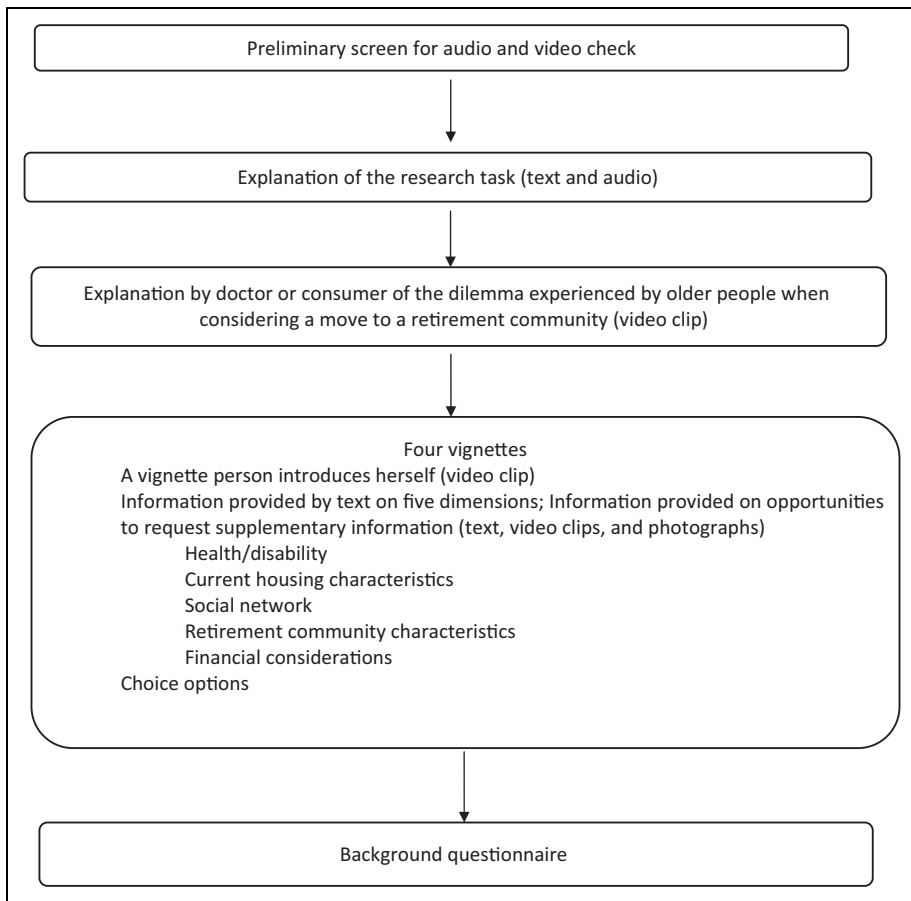 Preliminary screen for audio and video check
Explanation of the research task (text and audio)
Explanation by doctor or consumer of the dilemma experienced by older people when
considering a move to a retirement community (video clip)
Four vignettes
A vignette person introduces herself (video clip)
Information provided by text on five dimensions; Information provided on opportunities
to request supplementary information (text, video clips, and photographs)
Health/disability
Current housing characteristics
Social network
Retirement community characteristics
Financial considerations
Choice options
Background questionnaire